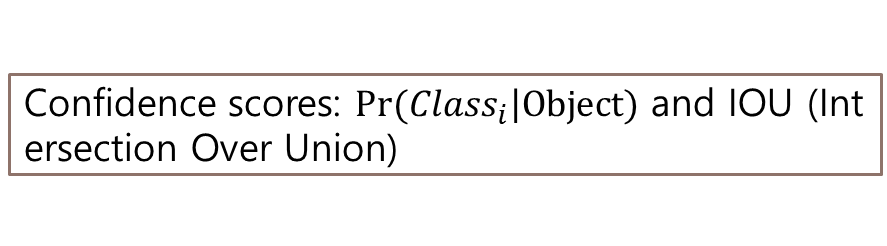 Confidence scores: Pr(Class_i|Object) and IOU (Int
ersection Over Union)